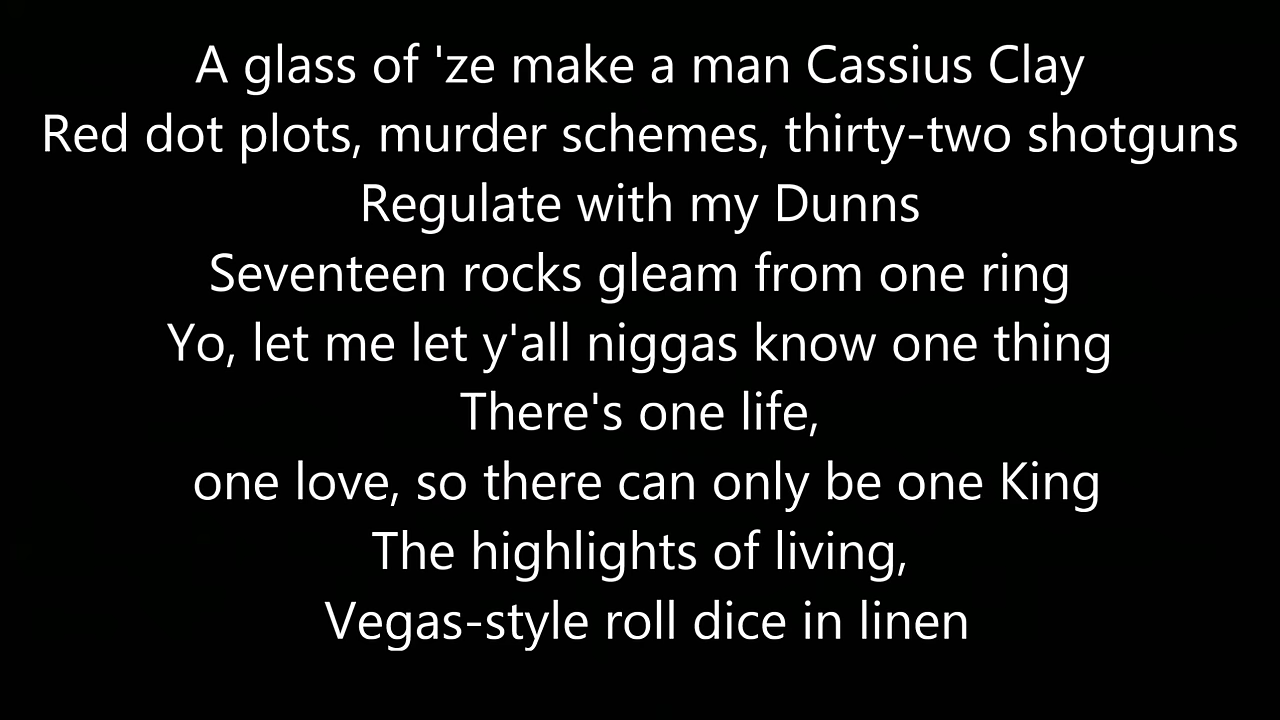 A glass of 'ze make a man Cassius Clay
Red dot plots, murder schemes, thirty-two shotguns
Regulate with my Dunns
Seventeen rocks gleam from one ring
Yo, let me let y'all niggas know one thing
There's one life,
one love, so there can only be one King
The highlights of living,
Vegas-style roll dice in linen